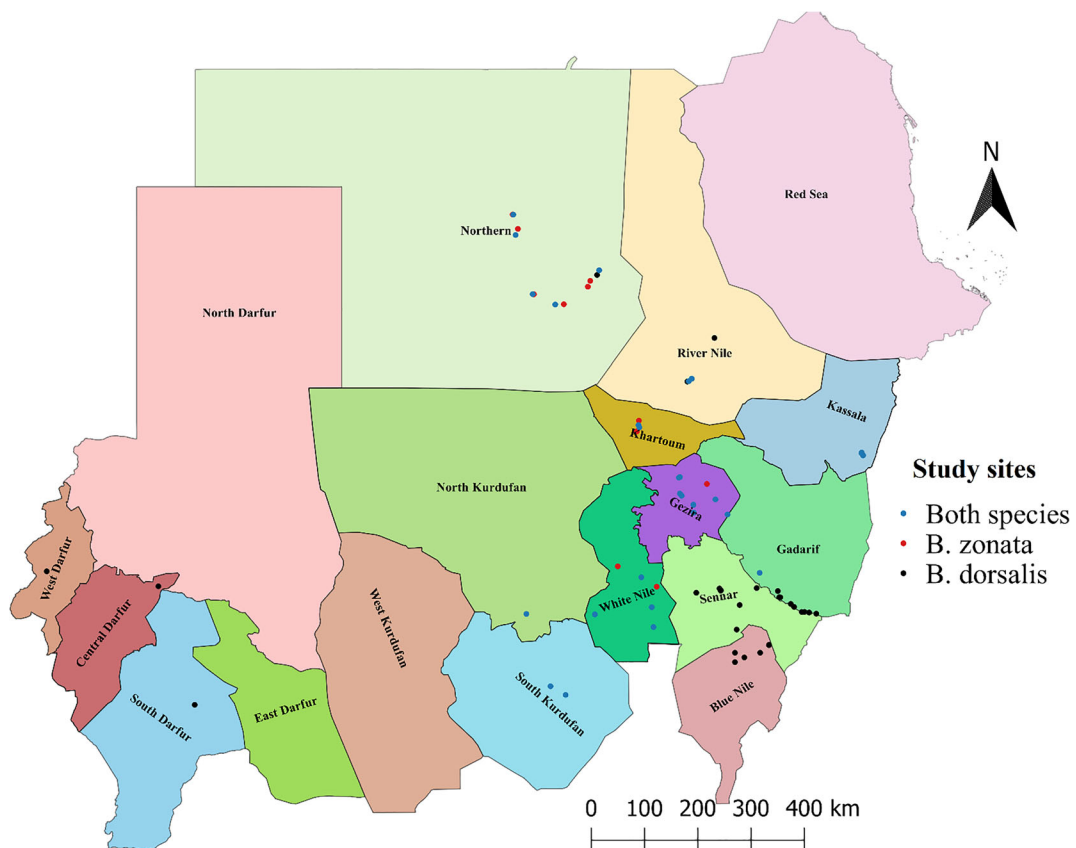 N
Red Sea
Northern
North Darfur
River Nile
Kassala
Khartoum
North Kurdufan
Gezira
Gadarif
West Darfur
Central Darfur
West Kurdufan
White Nile
Sennar
South Darfur
East Darfur
South Kurdufan
Blue Nile
Study sites
Both species
B. zonata
B. dorsalis
0 100 200 300 400 km